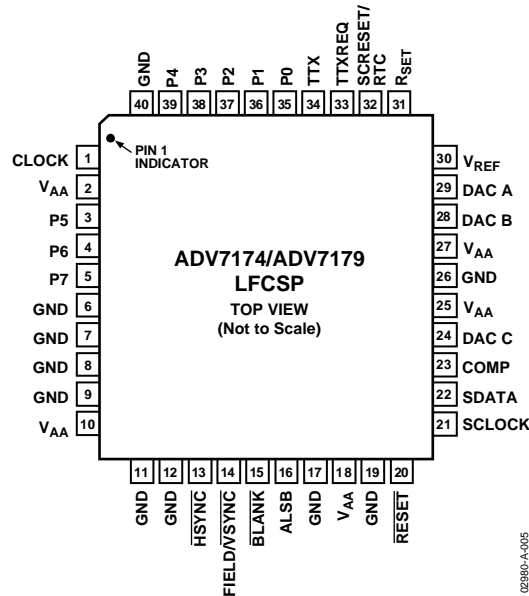 GND
P4
P3
P2
P1
P0
TTX
TTXREQ
SCRESET/
RTC
RSET
40
39
38
37
36
35
34
33
32
31
PIN 1
INDICATOR
CLOCK 1
VAA 2
P5 3
P6 4
P7 5
GND 6
GND 7
GND 8
GND 9
VAA 10
ADV7174/ADV7179
LFCSP
TOP VIEW
(Not to Scale)
30 VREF
29 DAC A
28 DAC B
27 VAA
26 GND
25 VAA
24 DAC C
23 COMP
22 SDATA
21 SCLOCK
11
12
13
14
15
16
17
18
19
20
GND
GND
HSYNC
FIELD/VSYNC
BLANK
ALSB
GND
VAA
GND
RESET
02980-A-005